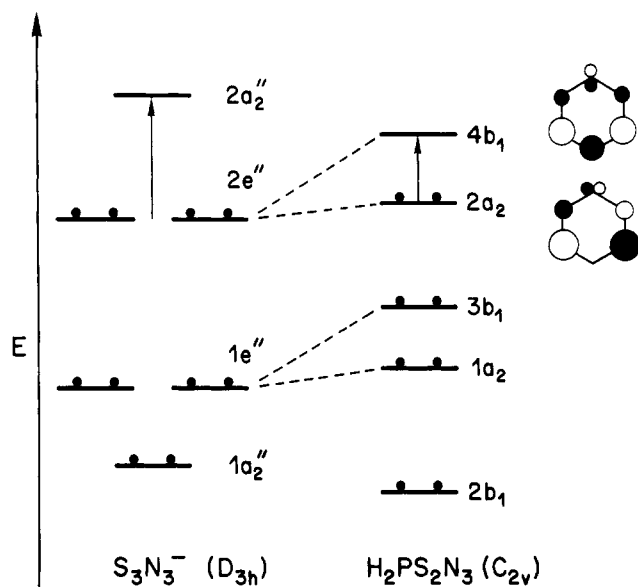 2a₂″
4b₁
2e″
2a₂
3b₁
E
1e″
1a₂
1a₂″
2b₁
S₃N₃⁻ (D₃ₕ) H₂PS₂N₃ (C₂ᵥ)